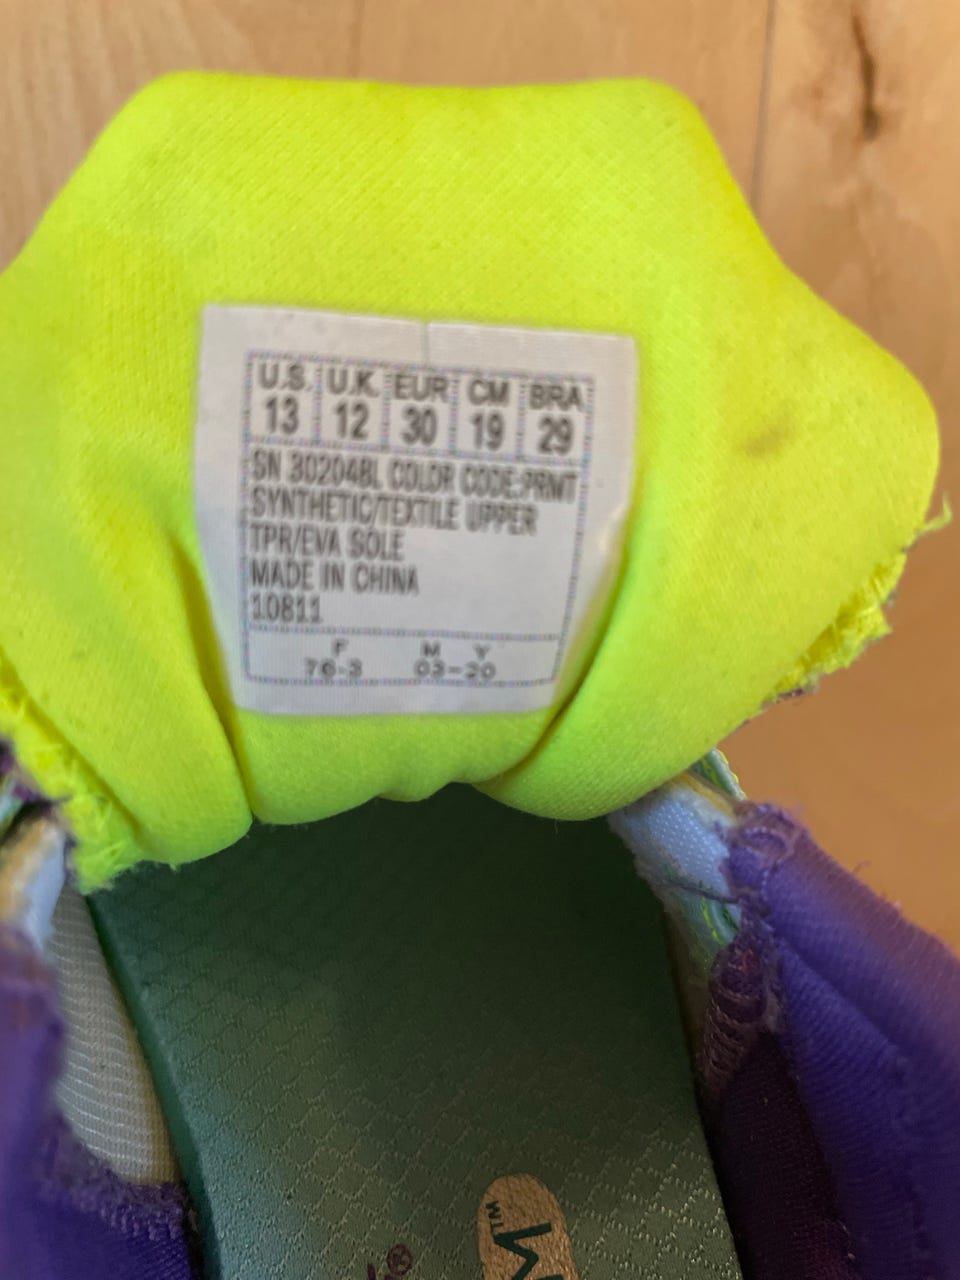 U.S. U.K. EUR CM BRA
13 12 30 19 29
SN 302048L COLOR CODE:PRMT
SYNTHETIC/TEXTILE UPPER
TPR/EVA SOLE
MADE IN CHINA
10811
F M Y
76-3 03-20